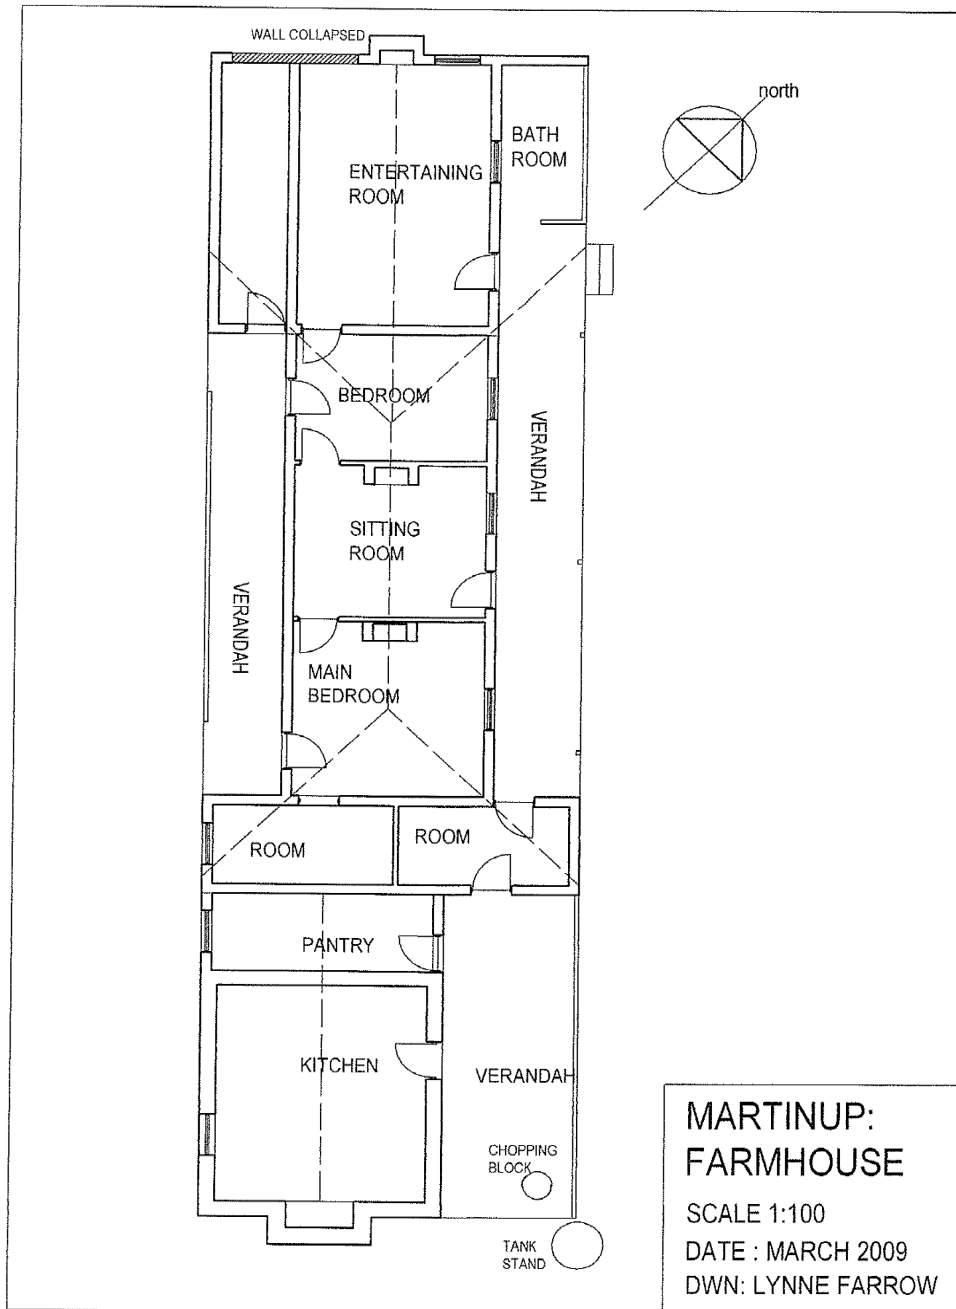 WALL COLLAPSED
north
BATH
ROOM
ENTERTAINING
ROOM
BEDROOM
VERANDAH
SITTING
ROOM
VERANDAH
MAIN
BEDROOM
ROOM
ROOM
PANTRY
KITCHEN
VERANDAH
CHOPPING
BLOCK
TANK
STAND
MARTINUP:
FARMHOUSE
SCALE 1:100
DATE : MARCH 2009
DWN: LYNNE FARROW